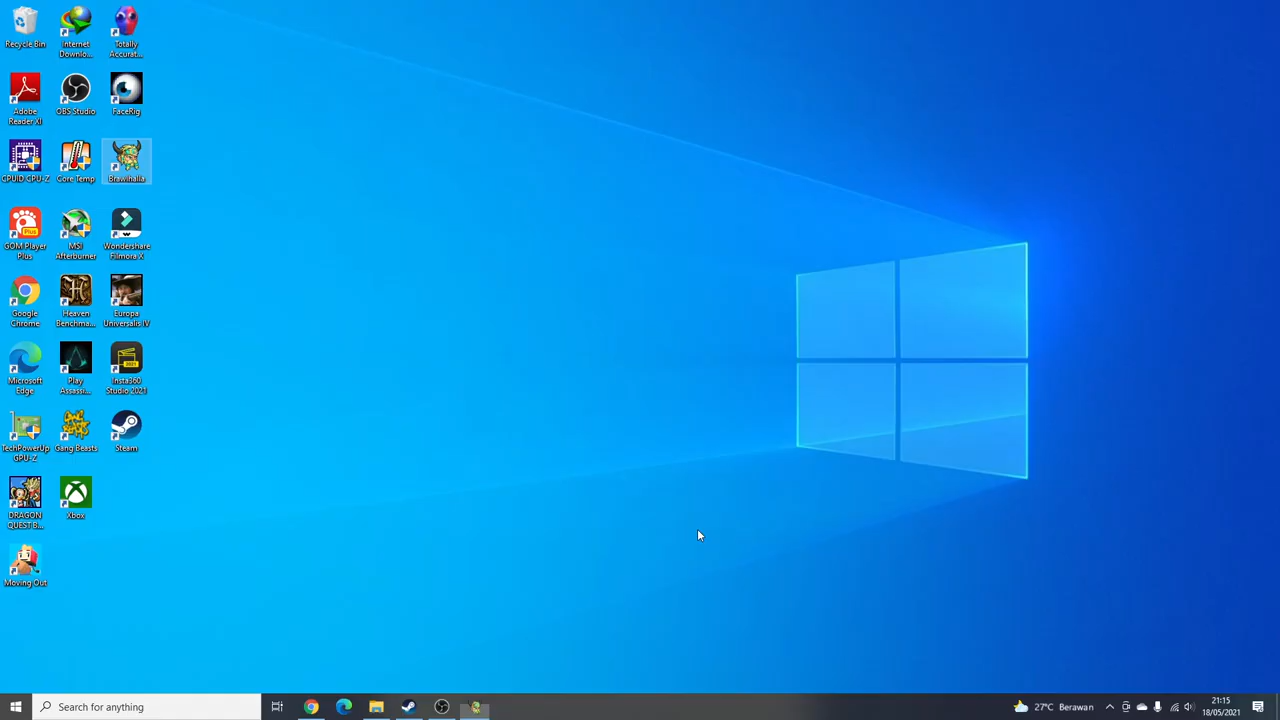 Recycle Bin
Internet
Downlo...
Totally
Accurat...
Adobe
Reader XI
OBS Studio
FaceRig
CPUID CPU-Z
Core Temp
Brawlhalla
GOM Player
Plus
MSI
Afterburner
Wondershare
Filmora X
Google
Chrome
Heaven
Benchma...
Europa
Universalis IV
Microsoft
Edge
Play
Assassi...
Insta360
Studio 2021
TechPowerUp
GPU-Z
Gang Beasts
Steam
DRAGON
QUEST B...
Xbox
Moving Out
Search for anything
27°C Berawan
21:15
18/05/2021